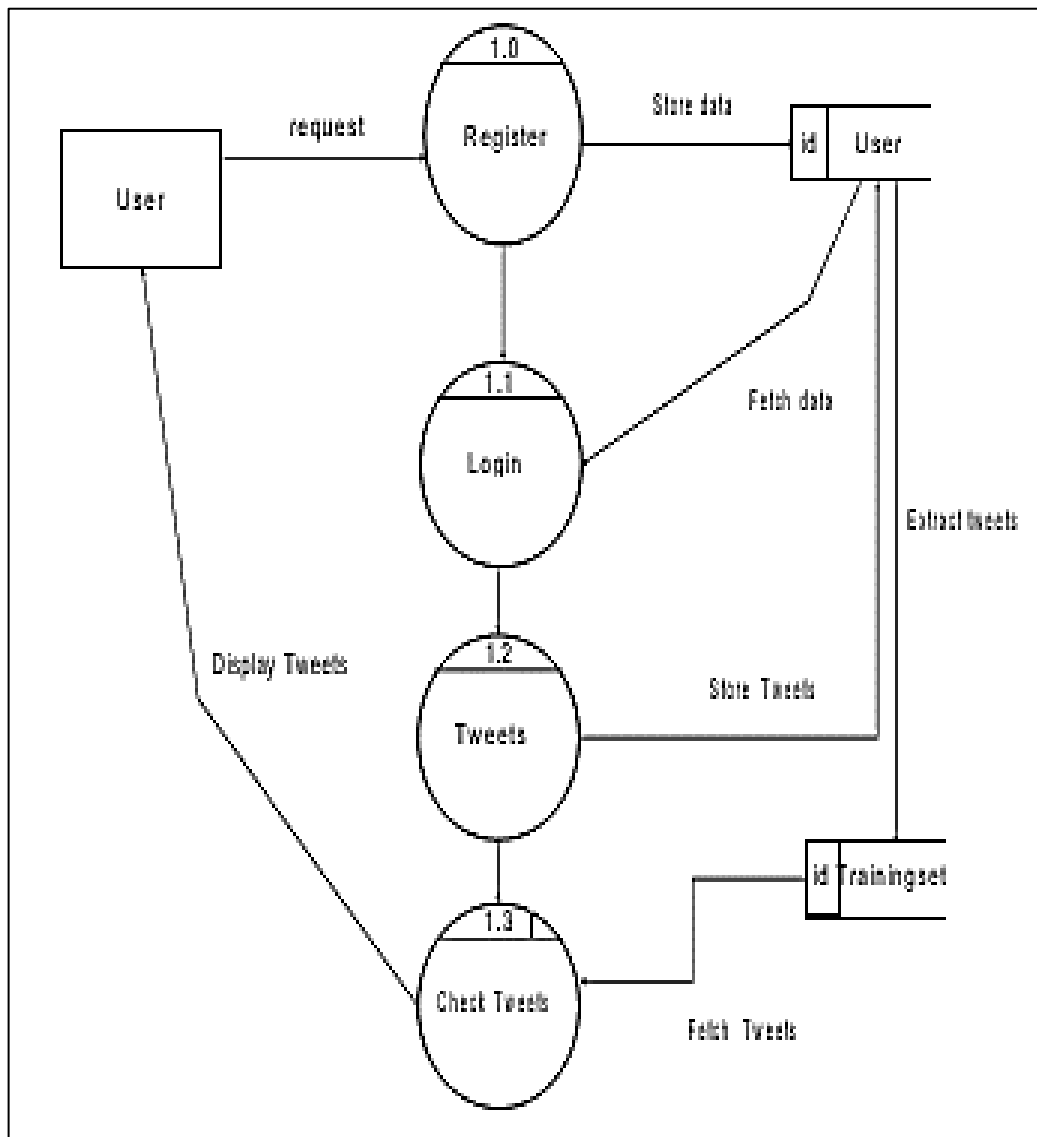 1.0
Register
request
Store data
id User
User
1.1
Login
Fetch data
Extract tweets
1.2
Tweets
Display Tweets
Store Tweets
id Trainingset
1.3
Check Tweets
Fetch Tweets